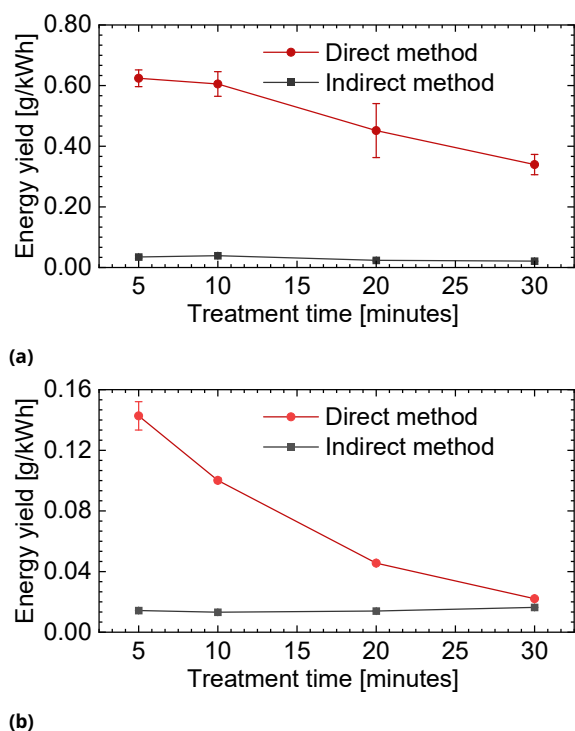 0.80
0.60
0.40
0.20
0.00
Energy yield [g/kWh]
Direct method
Indirect method
5 10 15 20 25 30
Treatment time [minutes]
(a)
0.16
0.12
0.08
0.04
0.00
Energy yield [g/kWh]
Direct method
Indirect method
5 10 15 20 25 30
Treatment time [minutes]
(b)